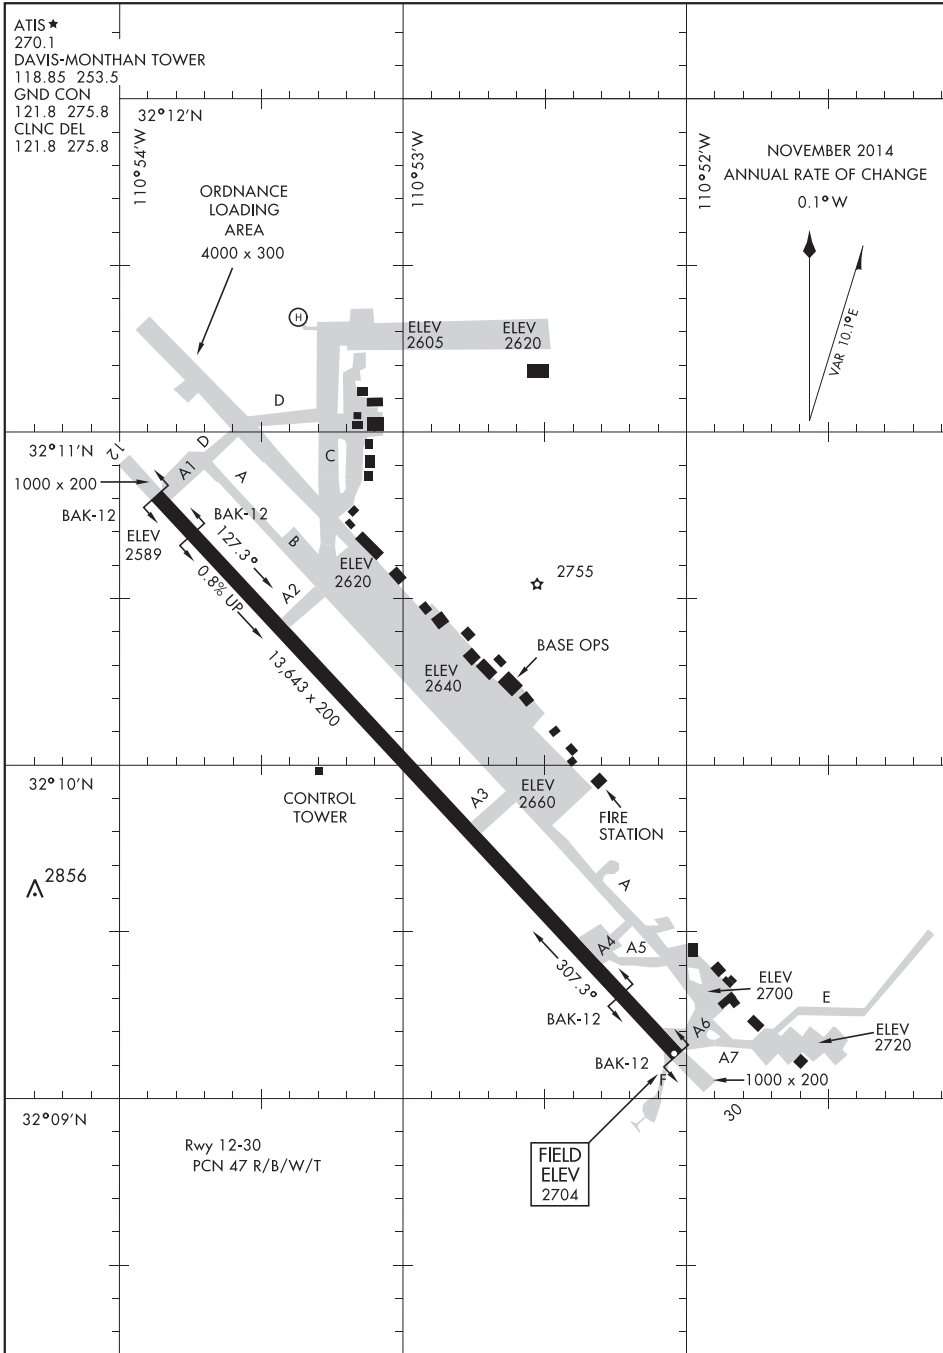 ATIS★
270.1
DAVIS-MONTHAN TOWER
118.85 253.5
GND CON
121.8 275.8
CLNC DEL
121.8 275.8
32°12'N
110°54'W
110°53'W
110°52'W
NOVEMBER 2014
ANNUAL RATE OF CHANGE
0.1° W
VAR 10.1°E
ORDNANCE
LOADING
AREA
4000 x 300
H
ELEV
2605
ELEV
2620
D
32°11'N
12
D
A1
A
C
1000 x 200
BAK-12
BAK-12
ELEV
2589
127.3°
B
ELEV
2620
0.8% UP
A2
2755
BASE OPS
ELEV
2640
13,643 x 200
32°10'N
CONTROL
TOWER
A3
ELEV
2660
FIRE
STATION
2856
A
A4
A5
307.3°
ELEV
2700
E
BAK-12
A6
ELEV
2720
BAK-12
A7
F
1000 x 200
32°09'N
30
Rwy 12-30
PCN 47 R/B/W/T
FIELD
ELEV
2704